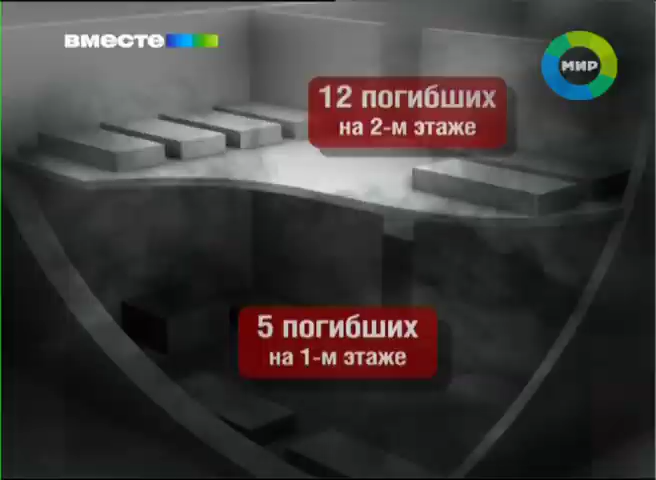 вместе
МИР
12 погибших
на 2-м этаже
5 погибших
на 1-м этаже